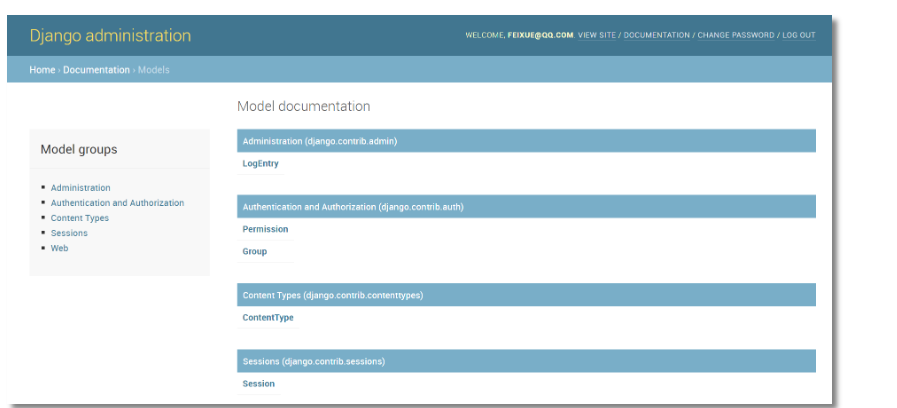 Django administration
WELCOME, FEIXUE@QQ.COM. VIEW SITE / DOCUMENTATION / CHANGE PASSWORD / LOG OUT
Home › Documentation › Models
Model documentation
Model groups
Administration
Authentication and Authorization
Content Types
Sessions
Web
Administration (django.contrib.admin)
LogEntry
Authentication and Authorization (django.contrib.auth)
Permission
Group
Content Types (django.contrib.contenttypes)
ContentType
Sessions (django.contrib.sessions)
Session